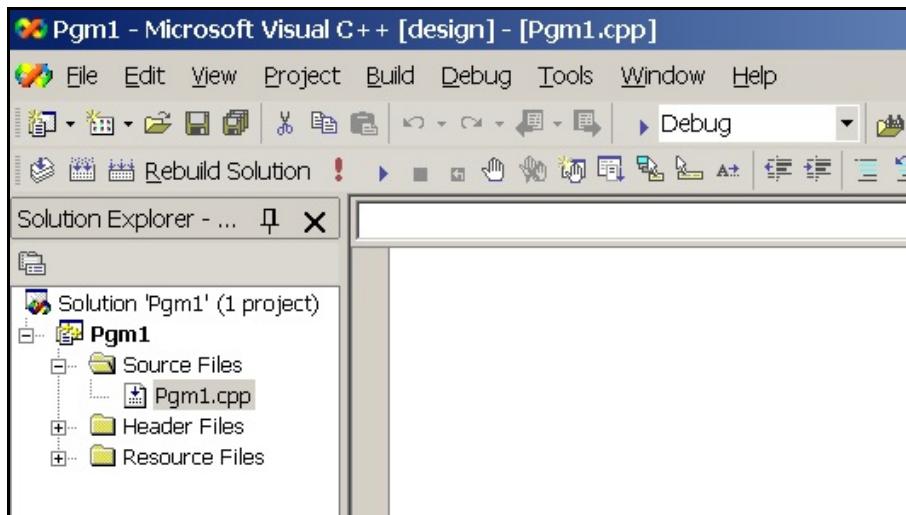 Pgm1 - Microsoft Visual C++ [design] - [Pgm1.cpp]
File Edit View Project Build Debug Tools Window Help
Debug
Rebuild Solution
Solution Explorer - ...
Solution 'Pgm1' (1 project)
Pgm1
Source Files
Pgm1.cpp
Header Files
Resource Files